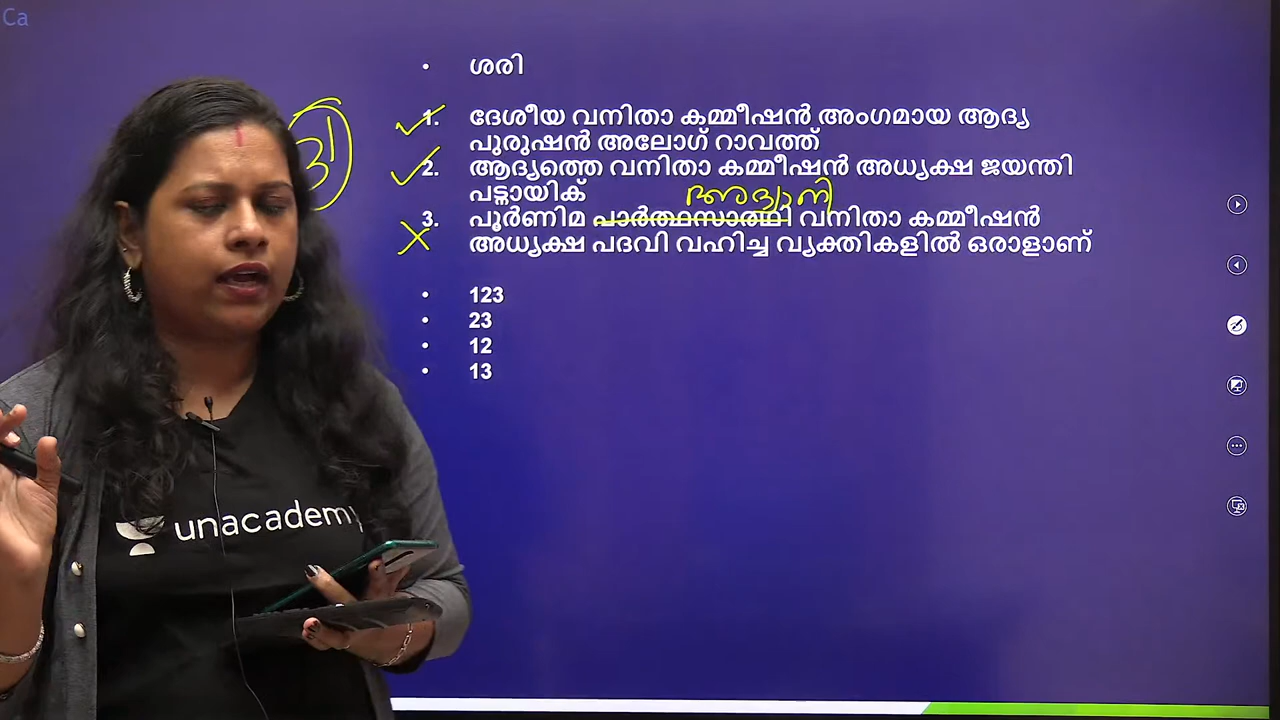 Ca
• ശരി
1. ദേശീയ വനിതാ കമ്മീഷൻ അംഗമായ ആദ്യ
പുരുഷൻ അലോഗ് റാവത്ത്
2. ആദ്യത്തെ വനിതാ കമ്മീഷൻ അധ്യക്ഷ ജയന്തി
പട്നായിക്
അദ്വാനി
3. പൂർണിമ പാർത്ഥസാത്ഥി വനിതാ കമ്മീഷൻ
അധ്യക്ഷ പദവി വഹിച്ച വ്യക്തികളിൽ ഒരാളാണ്
• 123
• 23
• 12
• 13
unacademy